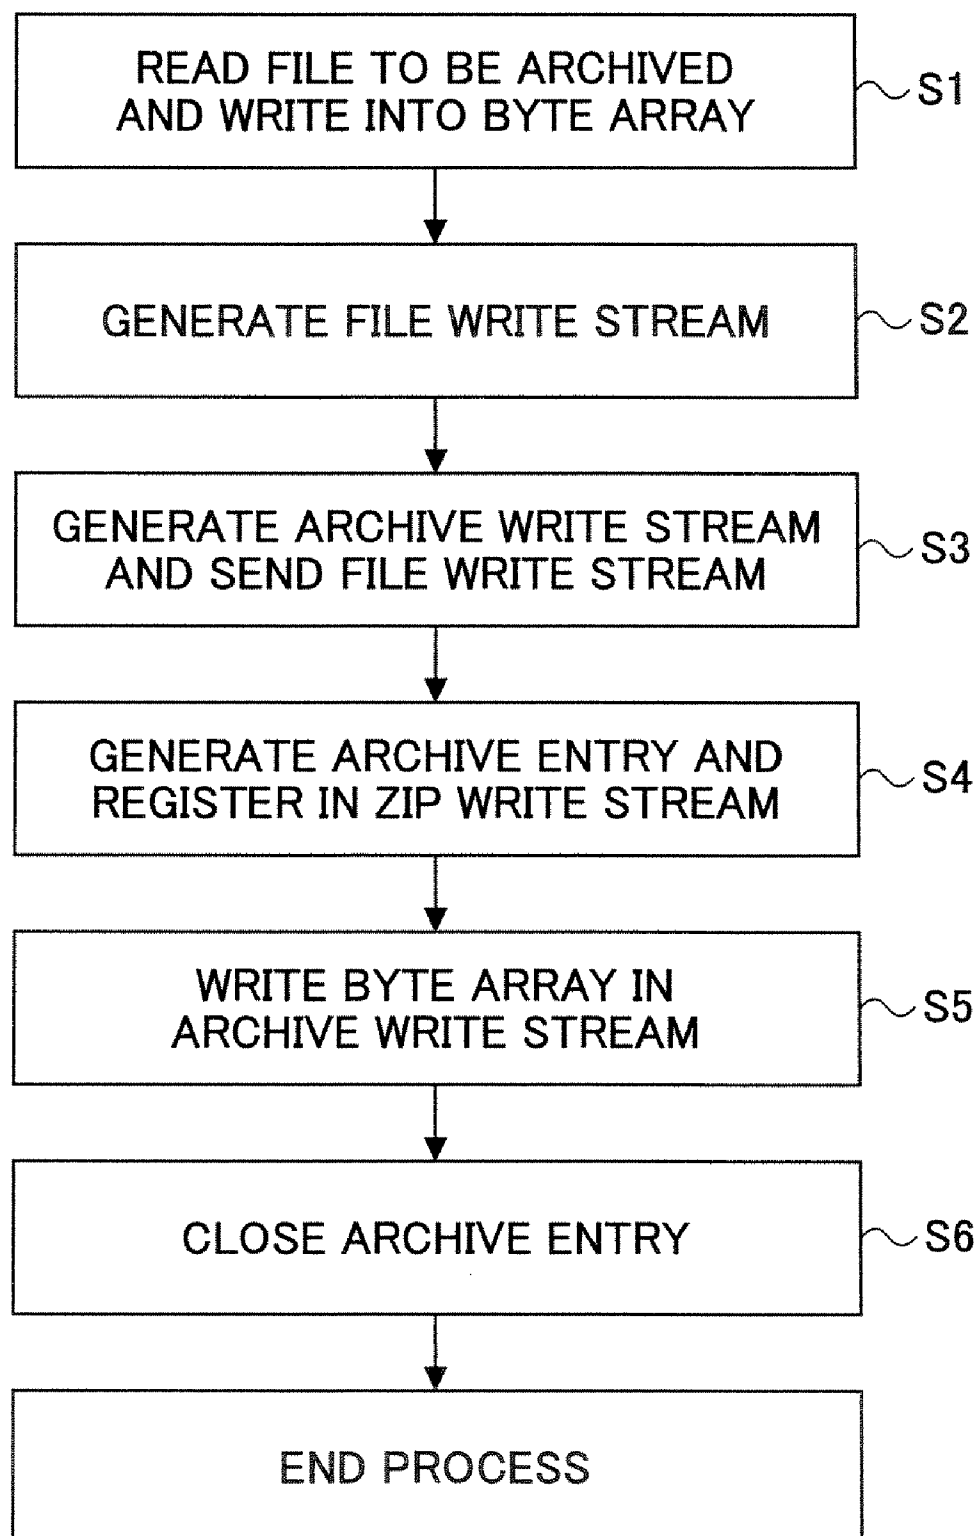 READ FILE TO BE ARCHIVED
AND WRITE INTO BYTE ARRAY
S1
GENERATE FILE WRITE STREAM
S2
GENERATE ARCHIVE WRITE STREAM
AND SEND FILE WRITE STREAM
S3
GENERATE ARCHIVE ENTRY AND
REGISTER IN ZIP WRITE STREAM
S4
WRITE BYTE ARRAY IN
ARCHIVE WRITE STREAM
S5
CLOSE ARCHIVE ENTRY
S6
END PROCESS